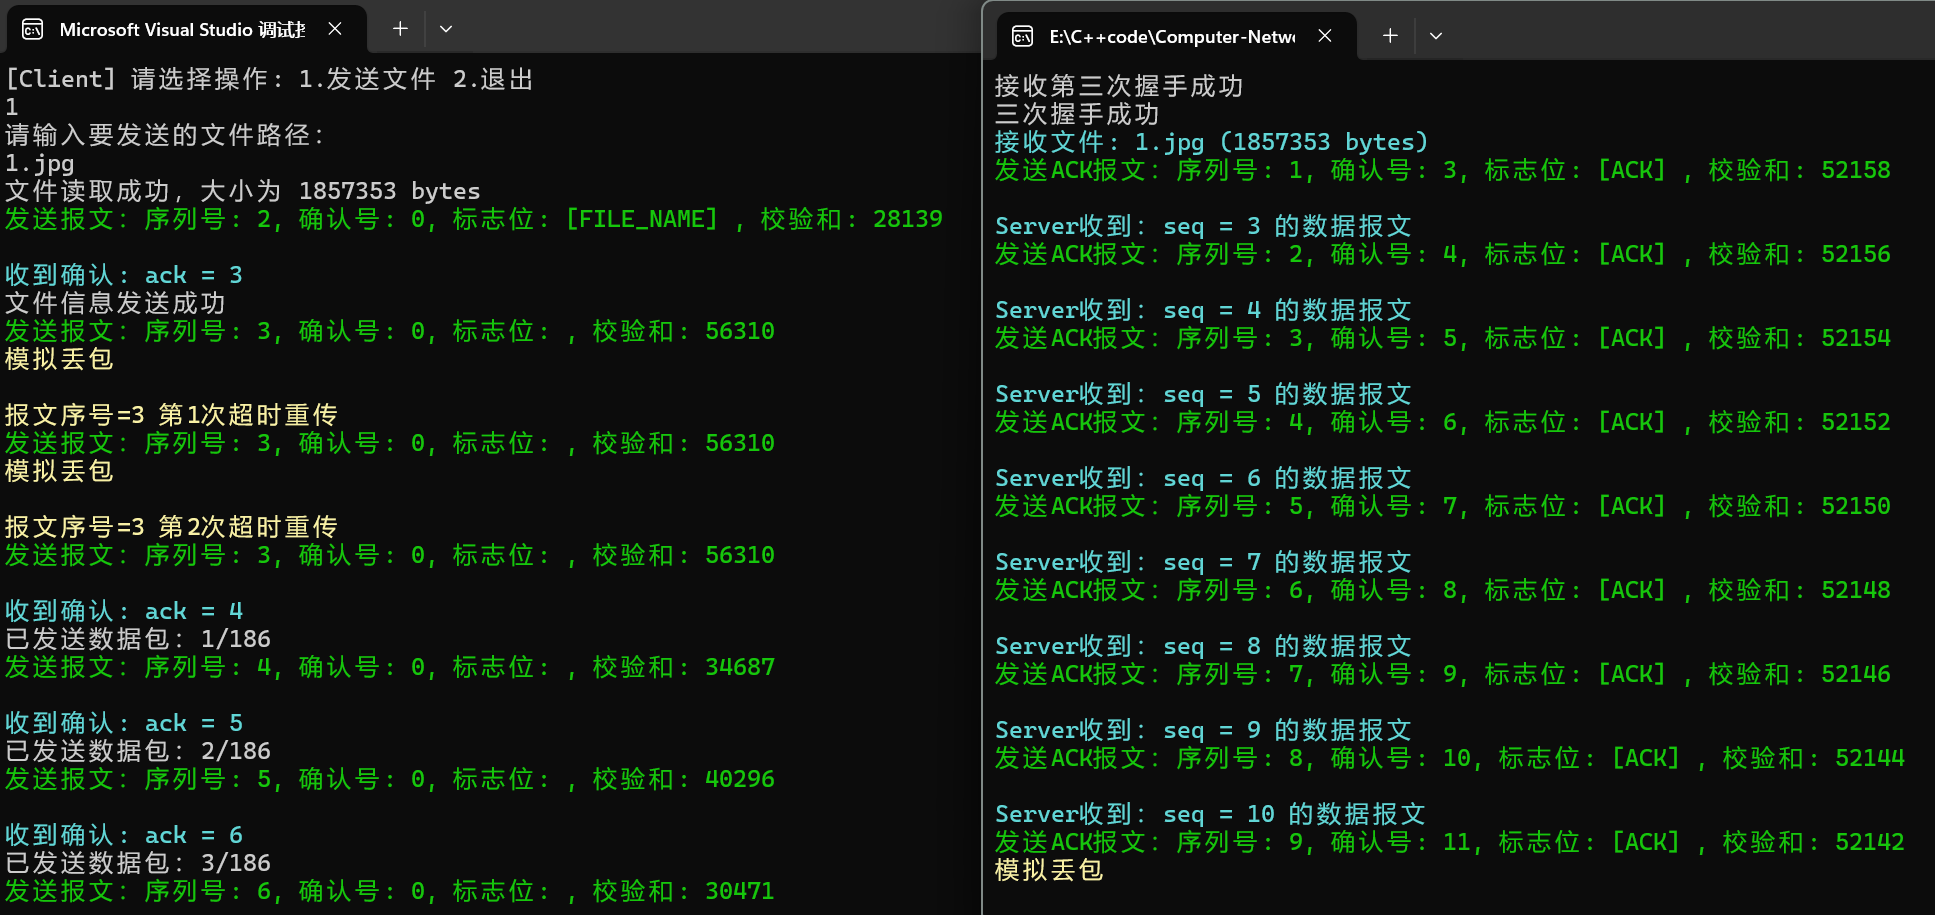 Microsoft Visual Studio 调试
[Client] 请选择操作: 1.发送文件 2.退出
1
请输入要发送的文件路径:
1.jpg
文件读取成功, 大小为 1857353 bytes
发送报文: 序列号: 2, 确认号: 0, 标志位: [FILE_NAME] , 校验和: 28139
收到确认: ack = 3
文件信息发送成功
发送报文: 序列号: 3, 确认号: 0, 标志位: , 校验和: 56310
模拟丢包
报文序号=3 第1次超时重传
发送报文: 序列号: 3, 确认号: 0, 标志位: , 校验和: 56310
模拟丢包
报文序号=3 第2次超时重传
发送报文: 序列号: 3, 确认号: 0, 标志位: , 校验和: 56310
收到确认: ack = 4
已发送数据包: 1/186
发送报文: 序列号: 4, 确认号: 0, 标志位: , 校验和: 34687
收到确认: ack = 5
已发送数据包: 2/186
发送报文: 序列号: 5, 确认号: 0, 标志位: , 校验和: 40296
收到确认: ack = 6
已发送数据包: 3/186
发送报文: 序列号: 6, 确认号: 0, 标志位: , 校验和: 30471
E:\C++code\Computer-Netw
接收第三次握手成功
三次握手成功
接收文件: 1.jpg (1857353 bytes)
发送ACK报文: 序列号: 1, 确认号: 3, 标志位: [ACK] , 校验和: 52158
Server收到: seq = 3 的数据报文
发送ACK报文: 序列号: 2, 确认号: 4, 标志位: [ACK] , 校验和: 52156
Server收到: seq = 4 的数据报文
发送ACK报文: 序列号: 3, 确认号: 5, 标志位: [ACK] , 校验和: 52154
Server收到: seq = 5 的数据报文
发送ACK报文: 序列号: 4, 确认号: 6, 标志位: [ACK] , 校验和: 52152
Server收到: seq = 6 的数据报文
发送ACK报文: 序列号: 5, 确认号: 7, 标志位: [ACK] , 校验和: 52150
Server收到: seq = 7 的数据报文
发送ACK报文: 序列号: 6, 确认号: 8, 标志位: [ACK] , 校验和: 52148
Server收到: seq = 8 的数据报文
发送ACK报文: 序列号: 7, 确认号: 9, 标志位: [ACK] , 校验和: 52146
Server收到: seq = 9 的数据报文
发送ACK报文: 序列号: 8, 确认号: 10, 标志位: [ACK] , 校验和: 52144
Server收到: seq = 10 的数据报文
发送ACK报文: 序列号: 9, 确认号: 11, 标志位: [ACK] , 校验和: 52142
模拟丢包